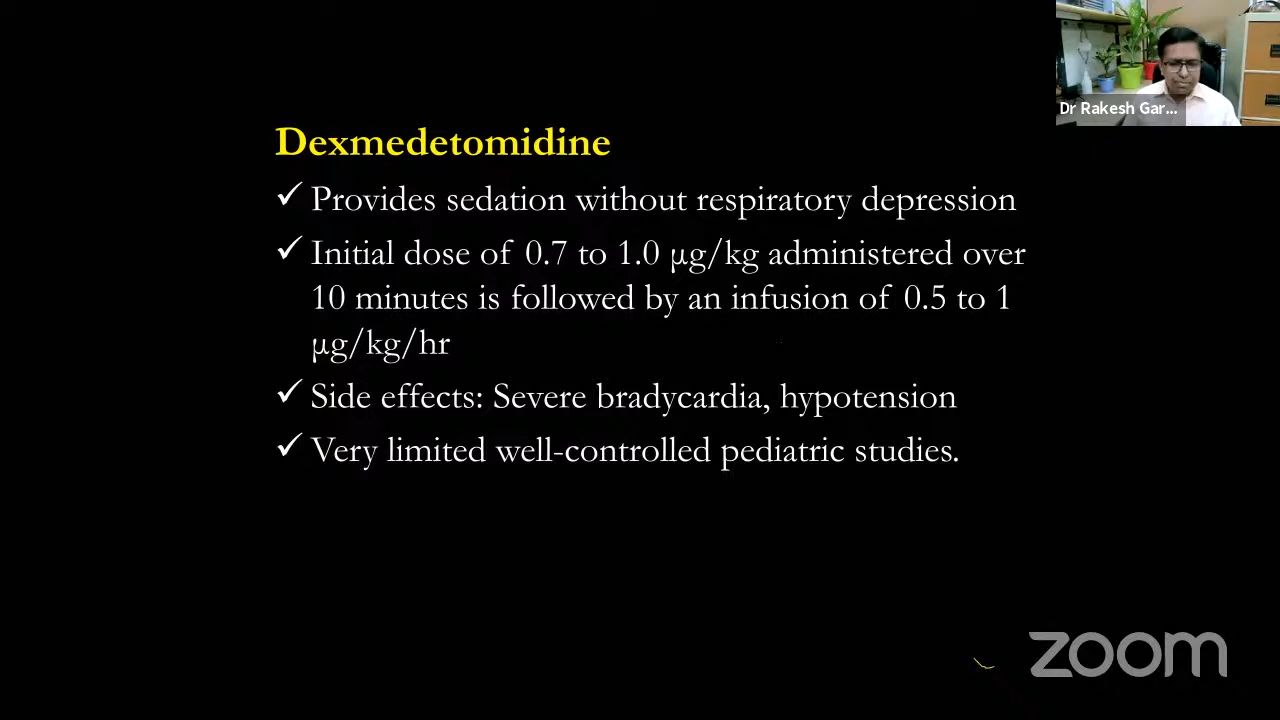 Dr Rakesh Gar...
Dexmedetomidine
✓ Provides sedation without respiratory depression
✓ Initial dose of 0.7 to 1.0 µg/kg administered over
10 minutes is followed by an infusion of 0.5 to 1
µg/kg/hr
✓ Side effects: Severe bradycardia, hypotension
✓ Very limited well-controlled pediatric studies.
zoom